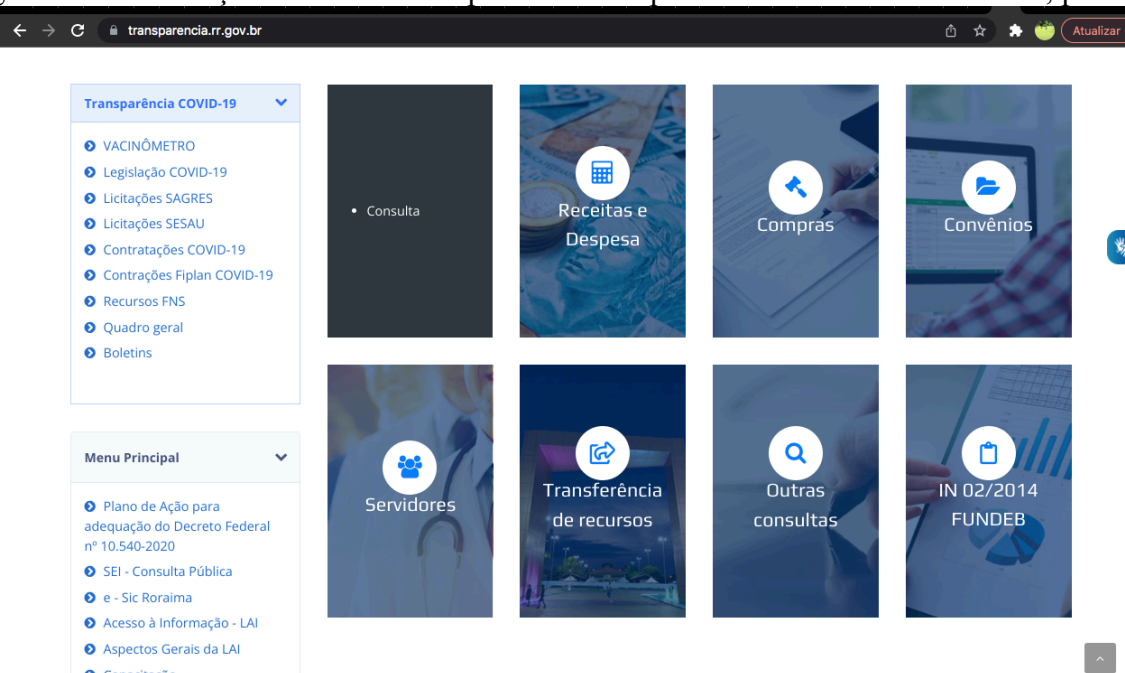 transparencia.rr.gov.br
Atualizar
Transparência COVID-19
VACINÔMETRO
Legislação COVID-19
Licitações SAGRES
Licitações SESAU
Contratações COVID-19
Contrações Fiplan COVID-19
Recursos FNS
Quadro geral
Boletins
Menu Principal
Plano de Ação para
adequação do Decreto Federal
nº 10.540-2020
SEI - Consulta Pública
e - Sic Roraima
Acesso à Informação - LAI
Aspectos Gerais da LAI
Capacitação
Consulta
Receitas e
Despesa
Compras
Convênios
Servidores
Transferência
de recursos
Outras
consultas
IN 02/2014
FUNDEB